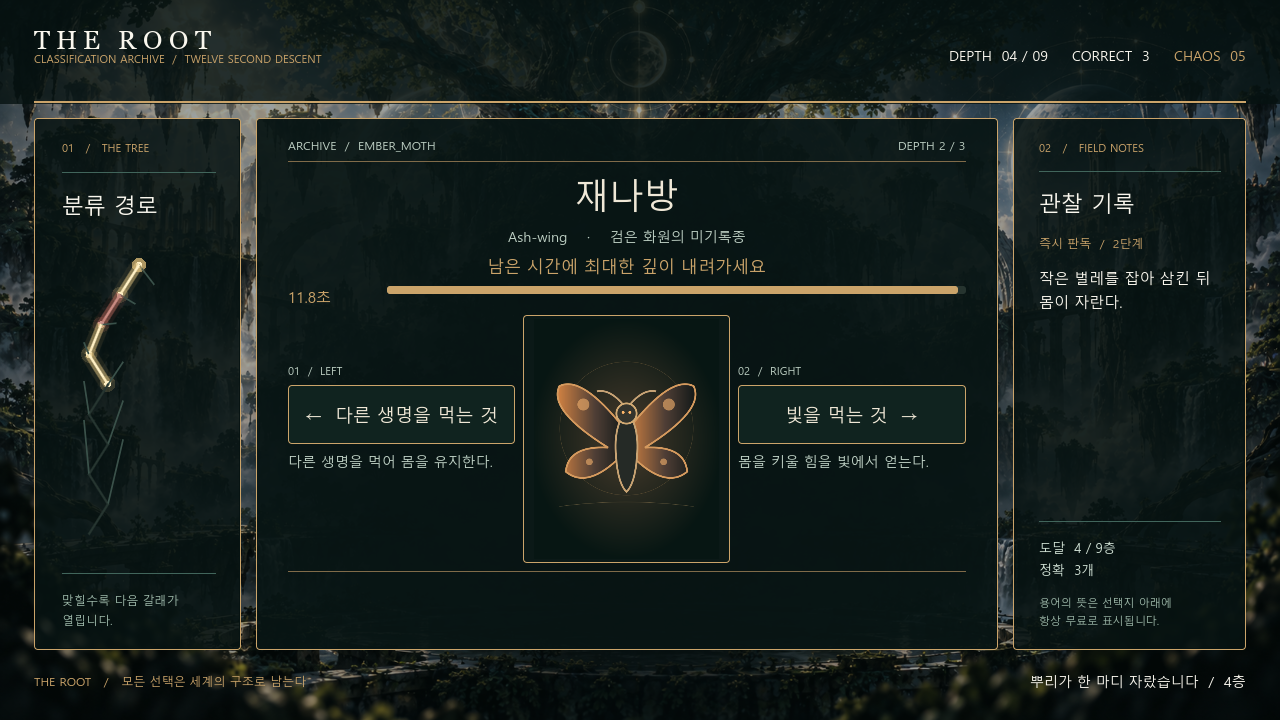 THE ROOT
CLASSIFICATION ARCHIVE / TWELVE SECOND DESCENT
DEPTH 04 / 09 CORRECT 3 CHAOS 05
01 / THE TREE
분류 경로
맞힐수록 다음 갈래가
열립니다.
ARCHIVE / EMBER_MOTH
DEPTH 2 / 3
재나방
Ash-wing · 검은 화원의 미기록종
남은 시간에 최대한 깊이 내려가세요
11.8초
01 / LEFT
← 다른 생명을 먹는 것
다른 생명을 먹어 몸을 유지한다.
02 / RIGHT
빛을 먹는 것 →
몸을 키울 힘을 빛에서 얻는다.
02 / FIELD NOTES
관찰 기록
즉시 판독 / 2단계
작은 벌레를 잡아 삼킨 뒤
몸이 자란다.
도달 4 / 9층
정확 3개
용어의 뜻은 선택지 아래에
항상 무료로 표시됩니다.
THE ROOT / 모든 선택은 세계의 구조로 남는다
뿌리가 한 마디 자랐습니다 / 4층